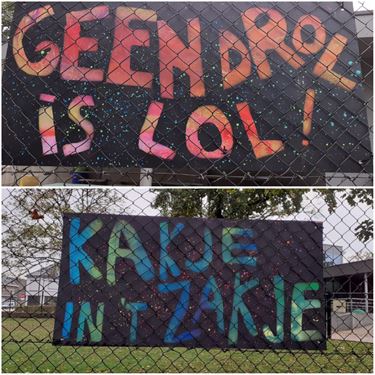 GEEN DROL
iS LOL!
KAKJE
IN 'T ZAKJE